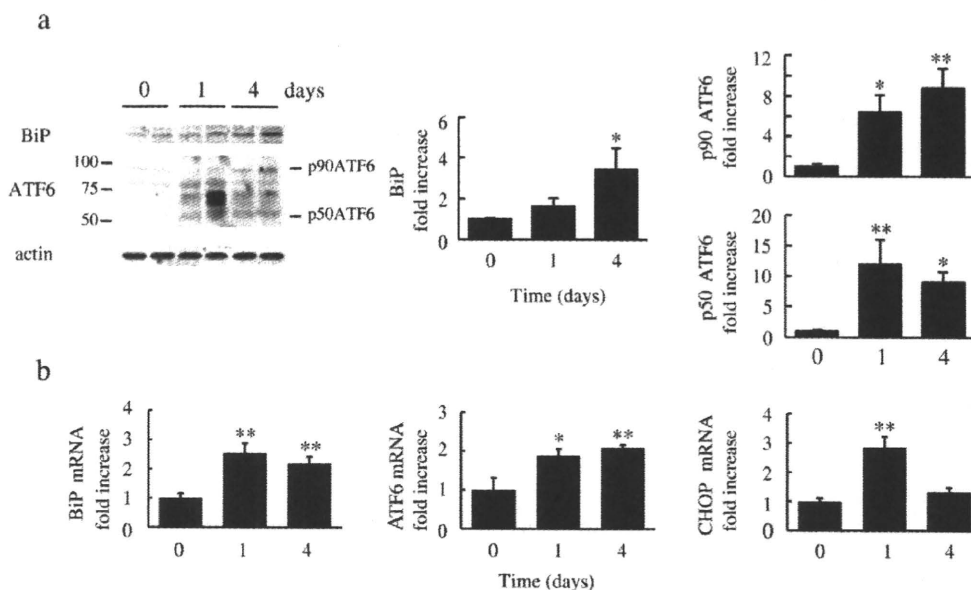 a
0 1 4 days
BiP
ATF6
100
75
50
p90ATF6
p50ATF6
actin
BiP
fold increase
6
4
2
0
*
0 1 4
Time (days)
p90 ATF6
fold increase
12
8
4
0
*
**
p50 ATF6
fold increase
20
15
10
5
0
**
*
0 1 4
b
BiP mRNA
fold increase
4
3
2
1
0
**
**
0 1 4
ATF6 mRNA
fold increase
3
2
1
0
*
**
0 1 4
Time (days)
CHOP mRNA
fold increase
4
3
2
1
0
**
0 1 4